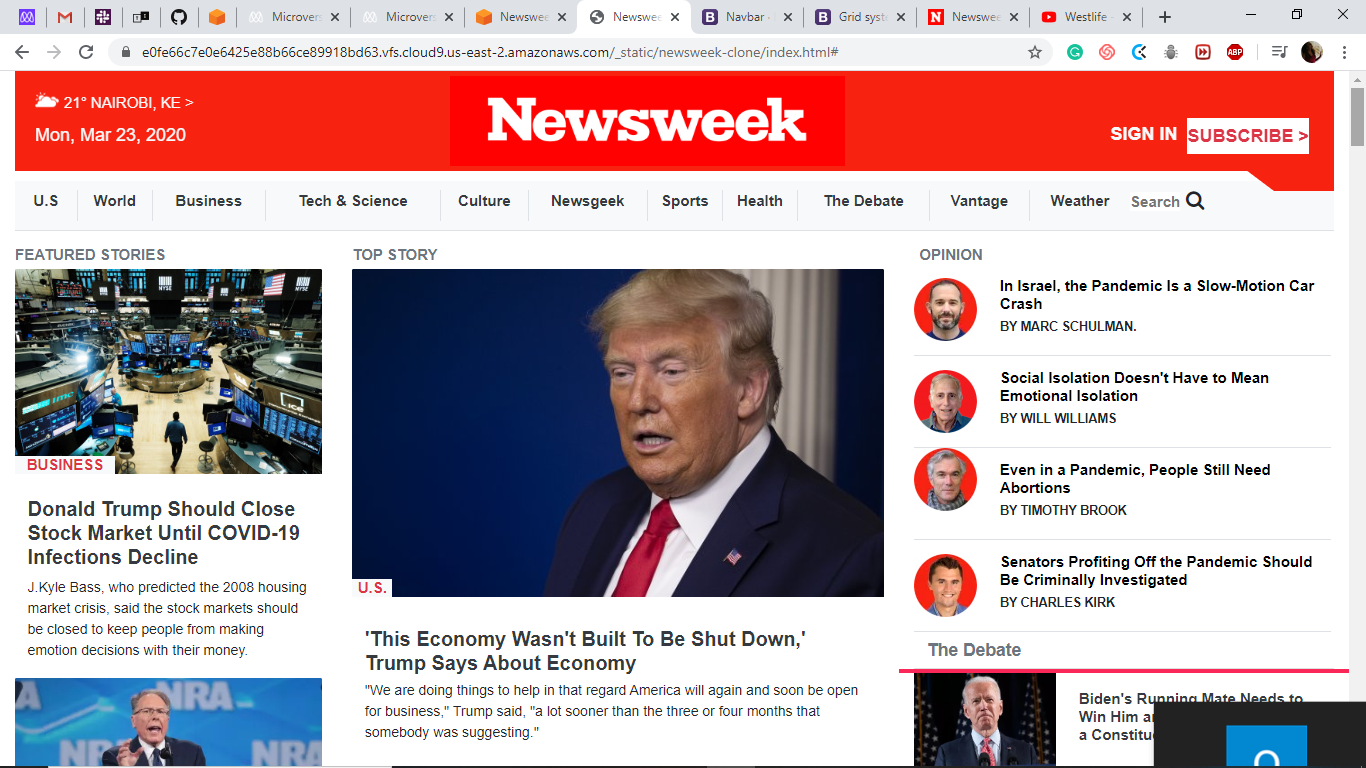 Microvers
Microvers
Newswee
Newswee
Navbar ·
Grid syst
Newswee
Westlife -
e0fe66c7e0e6425e88b66ce89918bd63.vfs.cloud9.us-east-2.amazonaws.com/_static/newsweek-clone/index.html#
ABP
21° NAIROBI, KE >
Mon, Mar 23, 2020
Newsweek
SIGN IN SUBSCRIBE >
U.S World Business Tech & Science Culture Newsgeek Sports Health The Debate Vantage Weather Search
FEATURED STORIES
BUSINESS
Donald Trump Should Close
Stock Market Until COVID-19
Infections Decline
J.Kyle Bass, who predicted the 2008 housing
market crisis, said the stock markets should
be closed to keep people from making
emotion decisions with their money.
NRA
NRA
TOP STORY
U.S.
'This Economy Wasn't Built To Be Shut Down,'
Trump Says About Economy
"We are doing things to help in that regard America will again and soon be open
for business," Trump said, "a lot sooner than the three or four months that
somebody was suggesting."
OPINION
In Israel, the Pandemic Is a Slow-Motion Car
Crash
BY MARC SCHULMAN.
Social Isolation Doesn't Have to Mean
Emotional Isolation
BY WILL WILLIAMS
Even in a Pandemic, People Still Need
Abortions
BY TIMOTHY BROOK
Senators Profiting Off the Pandemic Should
Be Criminally Investigated
BY CHARLES KIRK
The Debate
Biden's Running Mate Needs to
Win Him a
a Constitu